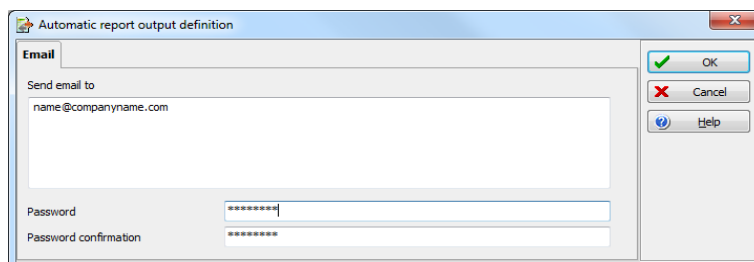 Automatic report output definition
Email
Send email to
name@companyname.com
Password
********
Password confirmation
********
OK
Cancel
Help